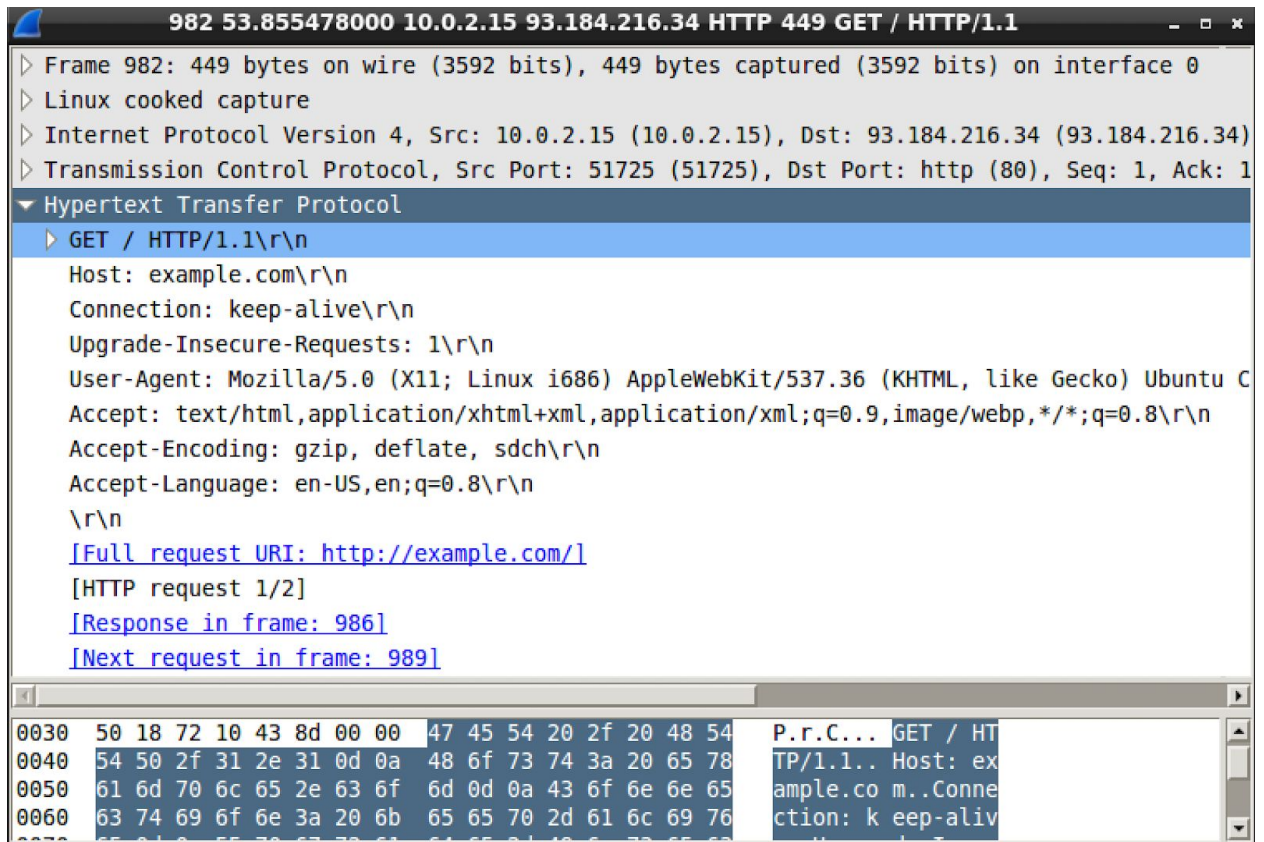 982 53.855478000 10.0.2.15 93.184.216.34 HTTP 449 GET / HTTP/1.1
Frame 982: 449 bytes on wire (3592 bits), 449 bytes captured (3592 bits) on interface 0
Linux cooked capture
Internet Protocol Version 4, Src: 10.0.2.15 (10.0.2.15), Dst: 93.184.216.34 (93.184.216.34)
Transmission Control Protocol, Src Port: 51725 (51725), Dst Port: http (80), Seq: 1, Ack: 1
Hypertext Transfer Protocol
GET / HTTP/1.1\r\n
Host: example.com\r\n
Connection: keep-alive\r\n
Upgrade-Insecure-Requests: 1\r\n
User-Agent: Mozilla/5.0 (X11; Linux i686) AppleWebKit/537.36 (KHTML, like Gecko) Ubuntu C
Accept: text/html,application/xhtml+xml,application/xml;q=0.9,image/webp,*/*;q=0.8\r\n
Accept-Encoding: gzip, deflate, sdch\r\n
Accept-Language: en-US,en;q=0.8\r\n
\r\n
[Full request URI: http://example.com/]
[HTTP request 1/2]
[Response in frame: 986]
[Next request in frame: 989]
0030 50 18 72 10 43 8d 00 00 47 45 54 20 2f 20 48 54 P.r.C... GET / HT
0040 54 50 2f 31 2e 31 0d 0a 48 6f 73 74 3a 20 65 78 TP/1.1.. Host: ex
0050 61 6d 70 6c 65 2e 63 6f 6d 0d 0a 43 6f 6e 6e 65 ample.co m..Conne
0060 63 74 69 6f 6e 3a 20 6b 65 65 70 2d 61 6c 69 76 ction: k eep-aliv